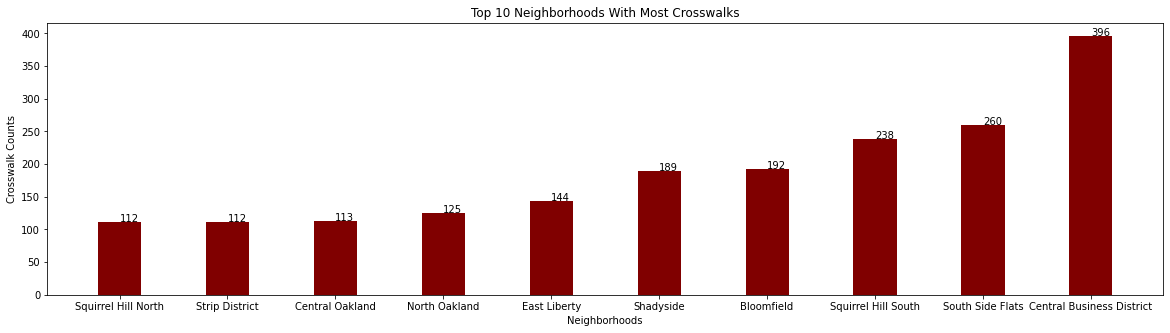 Top 10 Neighborhoods With Most Crosswalks
Crosswalk Counts
400
350
300
250
200
150
100
50
0
112
112
113
125
144
189
192
238
260
396
Squirrel Hill North
Strip District
Central Oakland
North Oakland
East Liberty
Shadyside
Bloomfield
Squirrel Hill South
South Side Flats
Central Business District
Neighborhoods